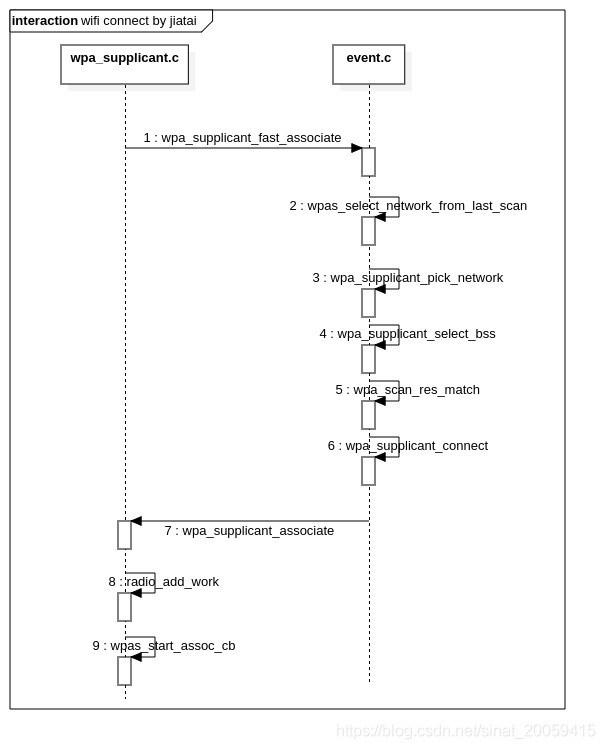 interaction wifi connect by jiatai
wpa_supplicant.c
event.c
1 : wpa_supplicant_fast_associate
2 : wpas_select_network_from_last_scan
3 : wpa_supplicant_pick_network
4 : wpa_supplicant_select_bss
5 : wpa_scan_res_match
6 : wpa_supplicant_connect
7 : wpa_supplicant_associate
8 : radio_add_work
9 : wpas_start_assoc_cb
https://blog.csdn.net/sinat_20059415